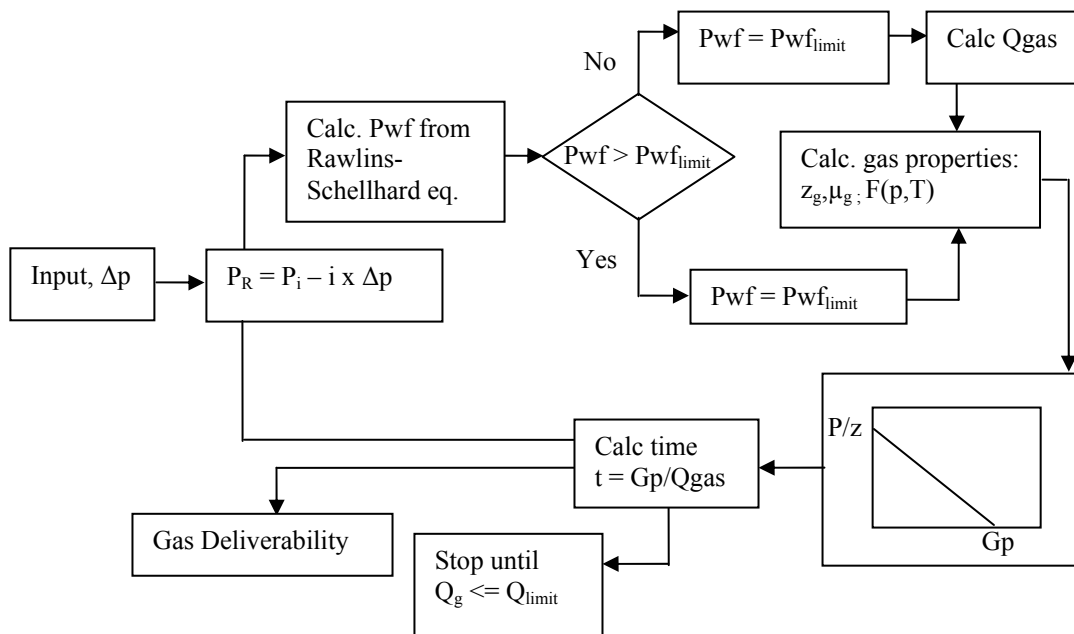 Input, Δp
P_R = P_i – i x Δp
Calc. Pwf from
Rawlins-
Schellhard eq.
Pwf > Pwf_limit
No
Pwf = Pwf_limit
Calc Qgas
Yes
Pwf = Pwf_limit
Calc. gas properties:
z_g,μ_g ; F(p,T)
P/z
Gp
Calc time
t = Gp/Qgas
Gas Deliverability
Stop until
Q_g <= Q_limit